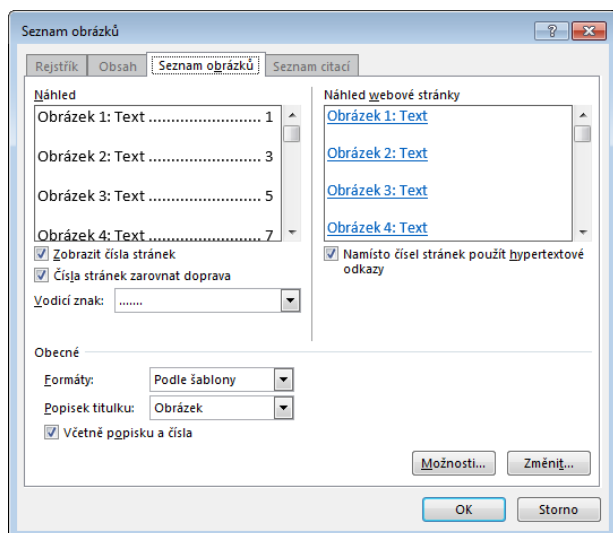 Seznam obrázků
Rejstřík Obsah Seznam obrázků Seznam citací
Náhled
Obrázek 1: Text ........................ 1
Obrázek 2: Text ........................ 3
Obrázek 3: Text ........................ 5
Obrázek 4: Text ........................ 7
Zobrazit čísla stránek
Čísla stránek zarovnat doprava
Vodicí znak: .......
Náhled webové stránky
Obrázek 1: Text
Obrázek 2: Text
Obrázek 3: Text
Obrázek 4: Text
Namísto čísel stránek použít hypertextové
odkazy
Obecné
Formáty: Podle šablony
Popisek titulku: Obrázek
Včetně popisku a čísla
Možnosti... Změnit...
OK Storno